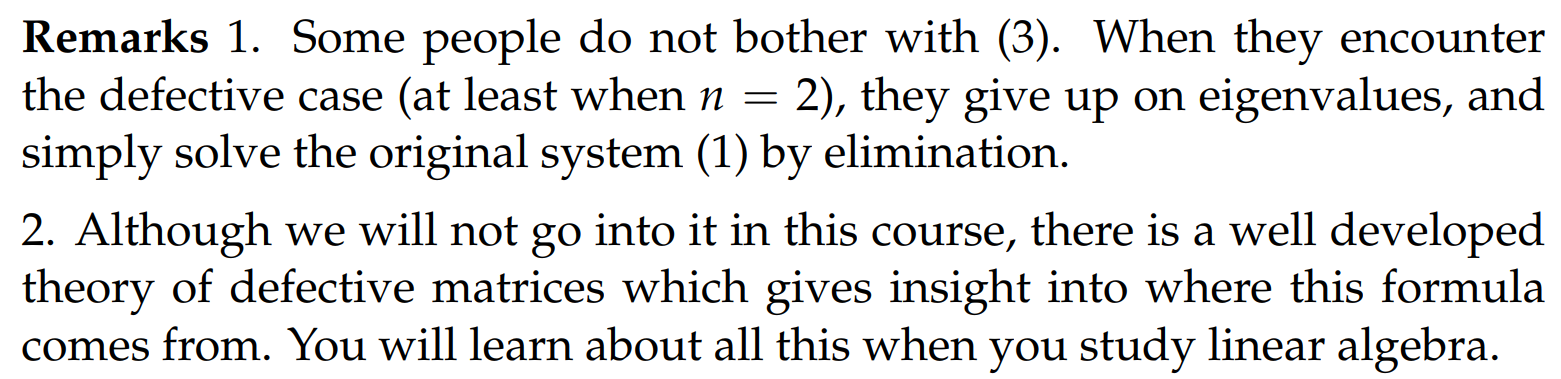 Remarks 1. Some people do not bother with (3). When they encounter
the defective case (at least when n = 2), they give up on eigenvalues, and
simply solve the original system (1) by elimination.
2. Although we will not go into it in this course, there is a well developed
theory of defective matrices which gives insight into where this formula
comes from. You will learn about all this when you study linear algebra.